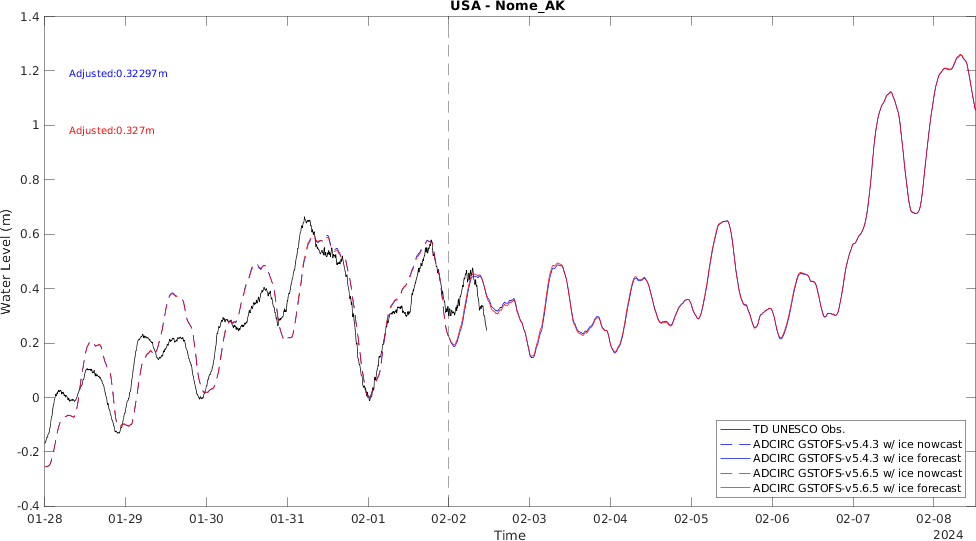 USA - Nome_AK
1.4
1.2
1
0.8
0.6
0.4
0.2
0
-0.2
-0.4
Water Level (m)
Adjusted:0.32297m
Adjusted:0.327m
TD UNESCO Obs.
ADCIRC GSTOFS-v5.4.3 w/ ice nowcast
ADCIRC GSTOFS-v5.4.3 w/ ice forecast
ADCIRC GSTOFS-v5.6.5 w/ ice nowcast
ADCIRC GSTOFS-v5.6.5 w/ ice forecast
01-28 01-29 01-30 01-31 02-01 02-02 02-03 02-04 02-05 02-06 02-07 02-08
Time
2024